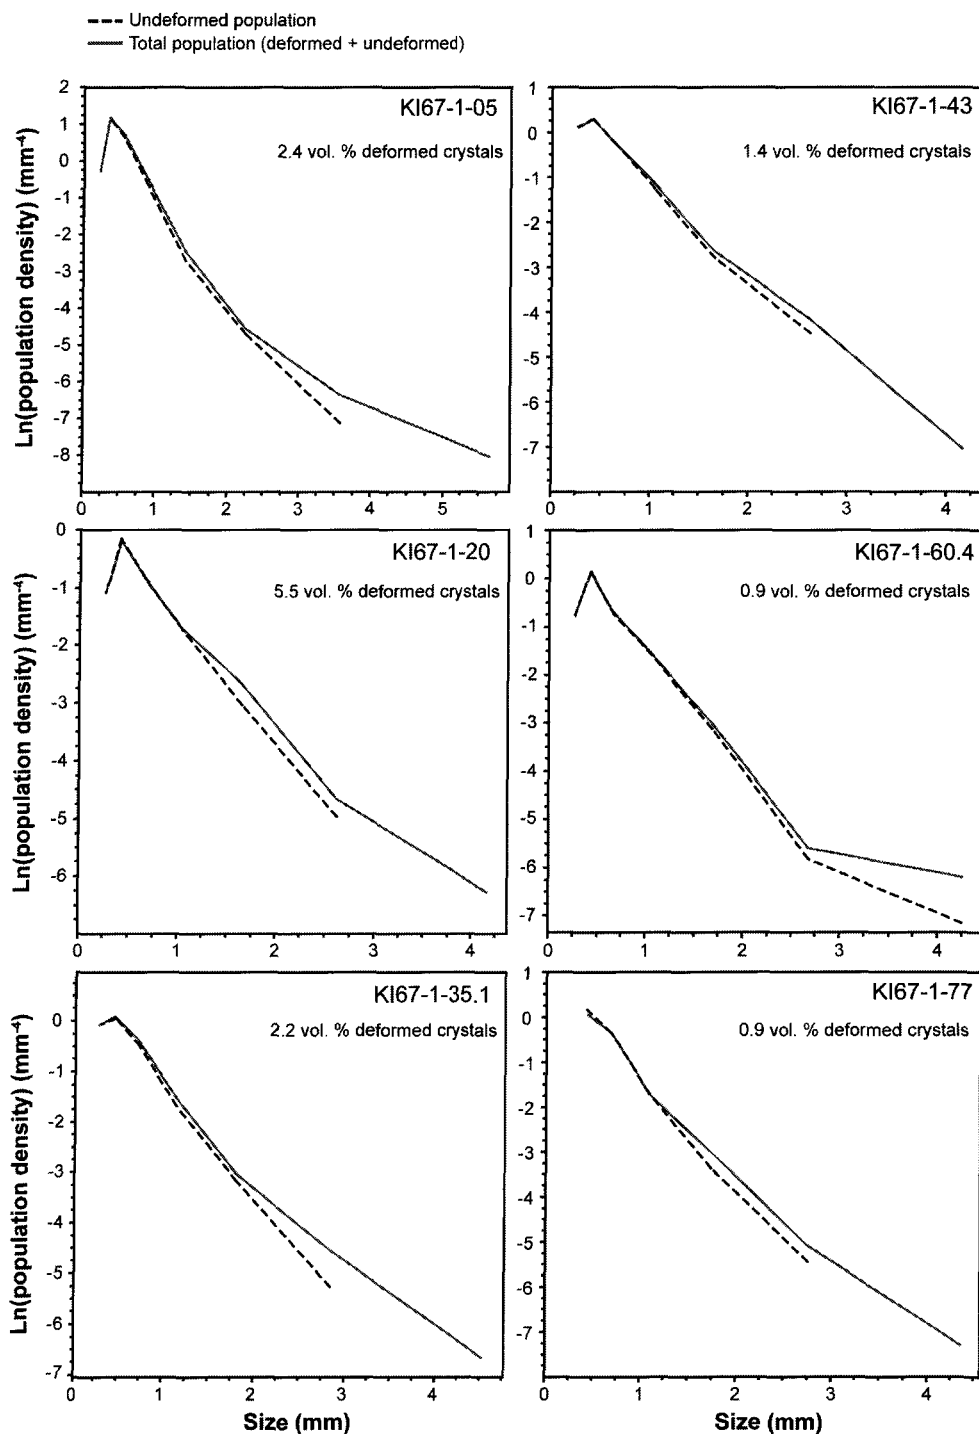 Undeformed population
Total population (deformed + undeformed)
KI67-1-05
2.4 vol. % deformed crystals
Ln(population density) (mm-4)
2
1
0
-1
-2
-3
-4
-5
-6
-7
-8
0 1 2 3 4 5
KI67-1-43
1.4 vol. % deformed crystals
1
0
-1
-2
-3
-4
-5
-6
-7
0 1 2 3 4
KI67-1-20
5.5 vol. % deformed crystals
Ln(population density) (mm-4)
0
-1
-2
-3
-4
-5
-6
0 1 2 3 4
KI67-1-60.4
0.9 vol. % deformed crystals
1
0
-1
-2
-3
-4
-5
-6
-7
0 1 2 3 4
KI67-1-35.1
2.2 vol. % deformed crystals
Ln(population density) (mm-4)
0
-1
-2
-3
-4
-5
-6
-7
0 1 2 3 4
Size (mm)
KI67-1-77
0.9 vol. % deformed crystals
1
0
-1
-2
-3
-4
-5
-6
-7
0 1 2 3 4
Size (mm)